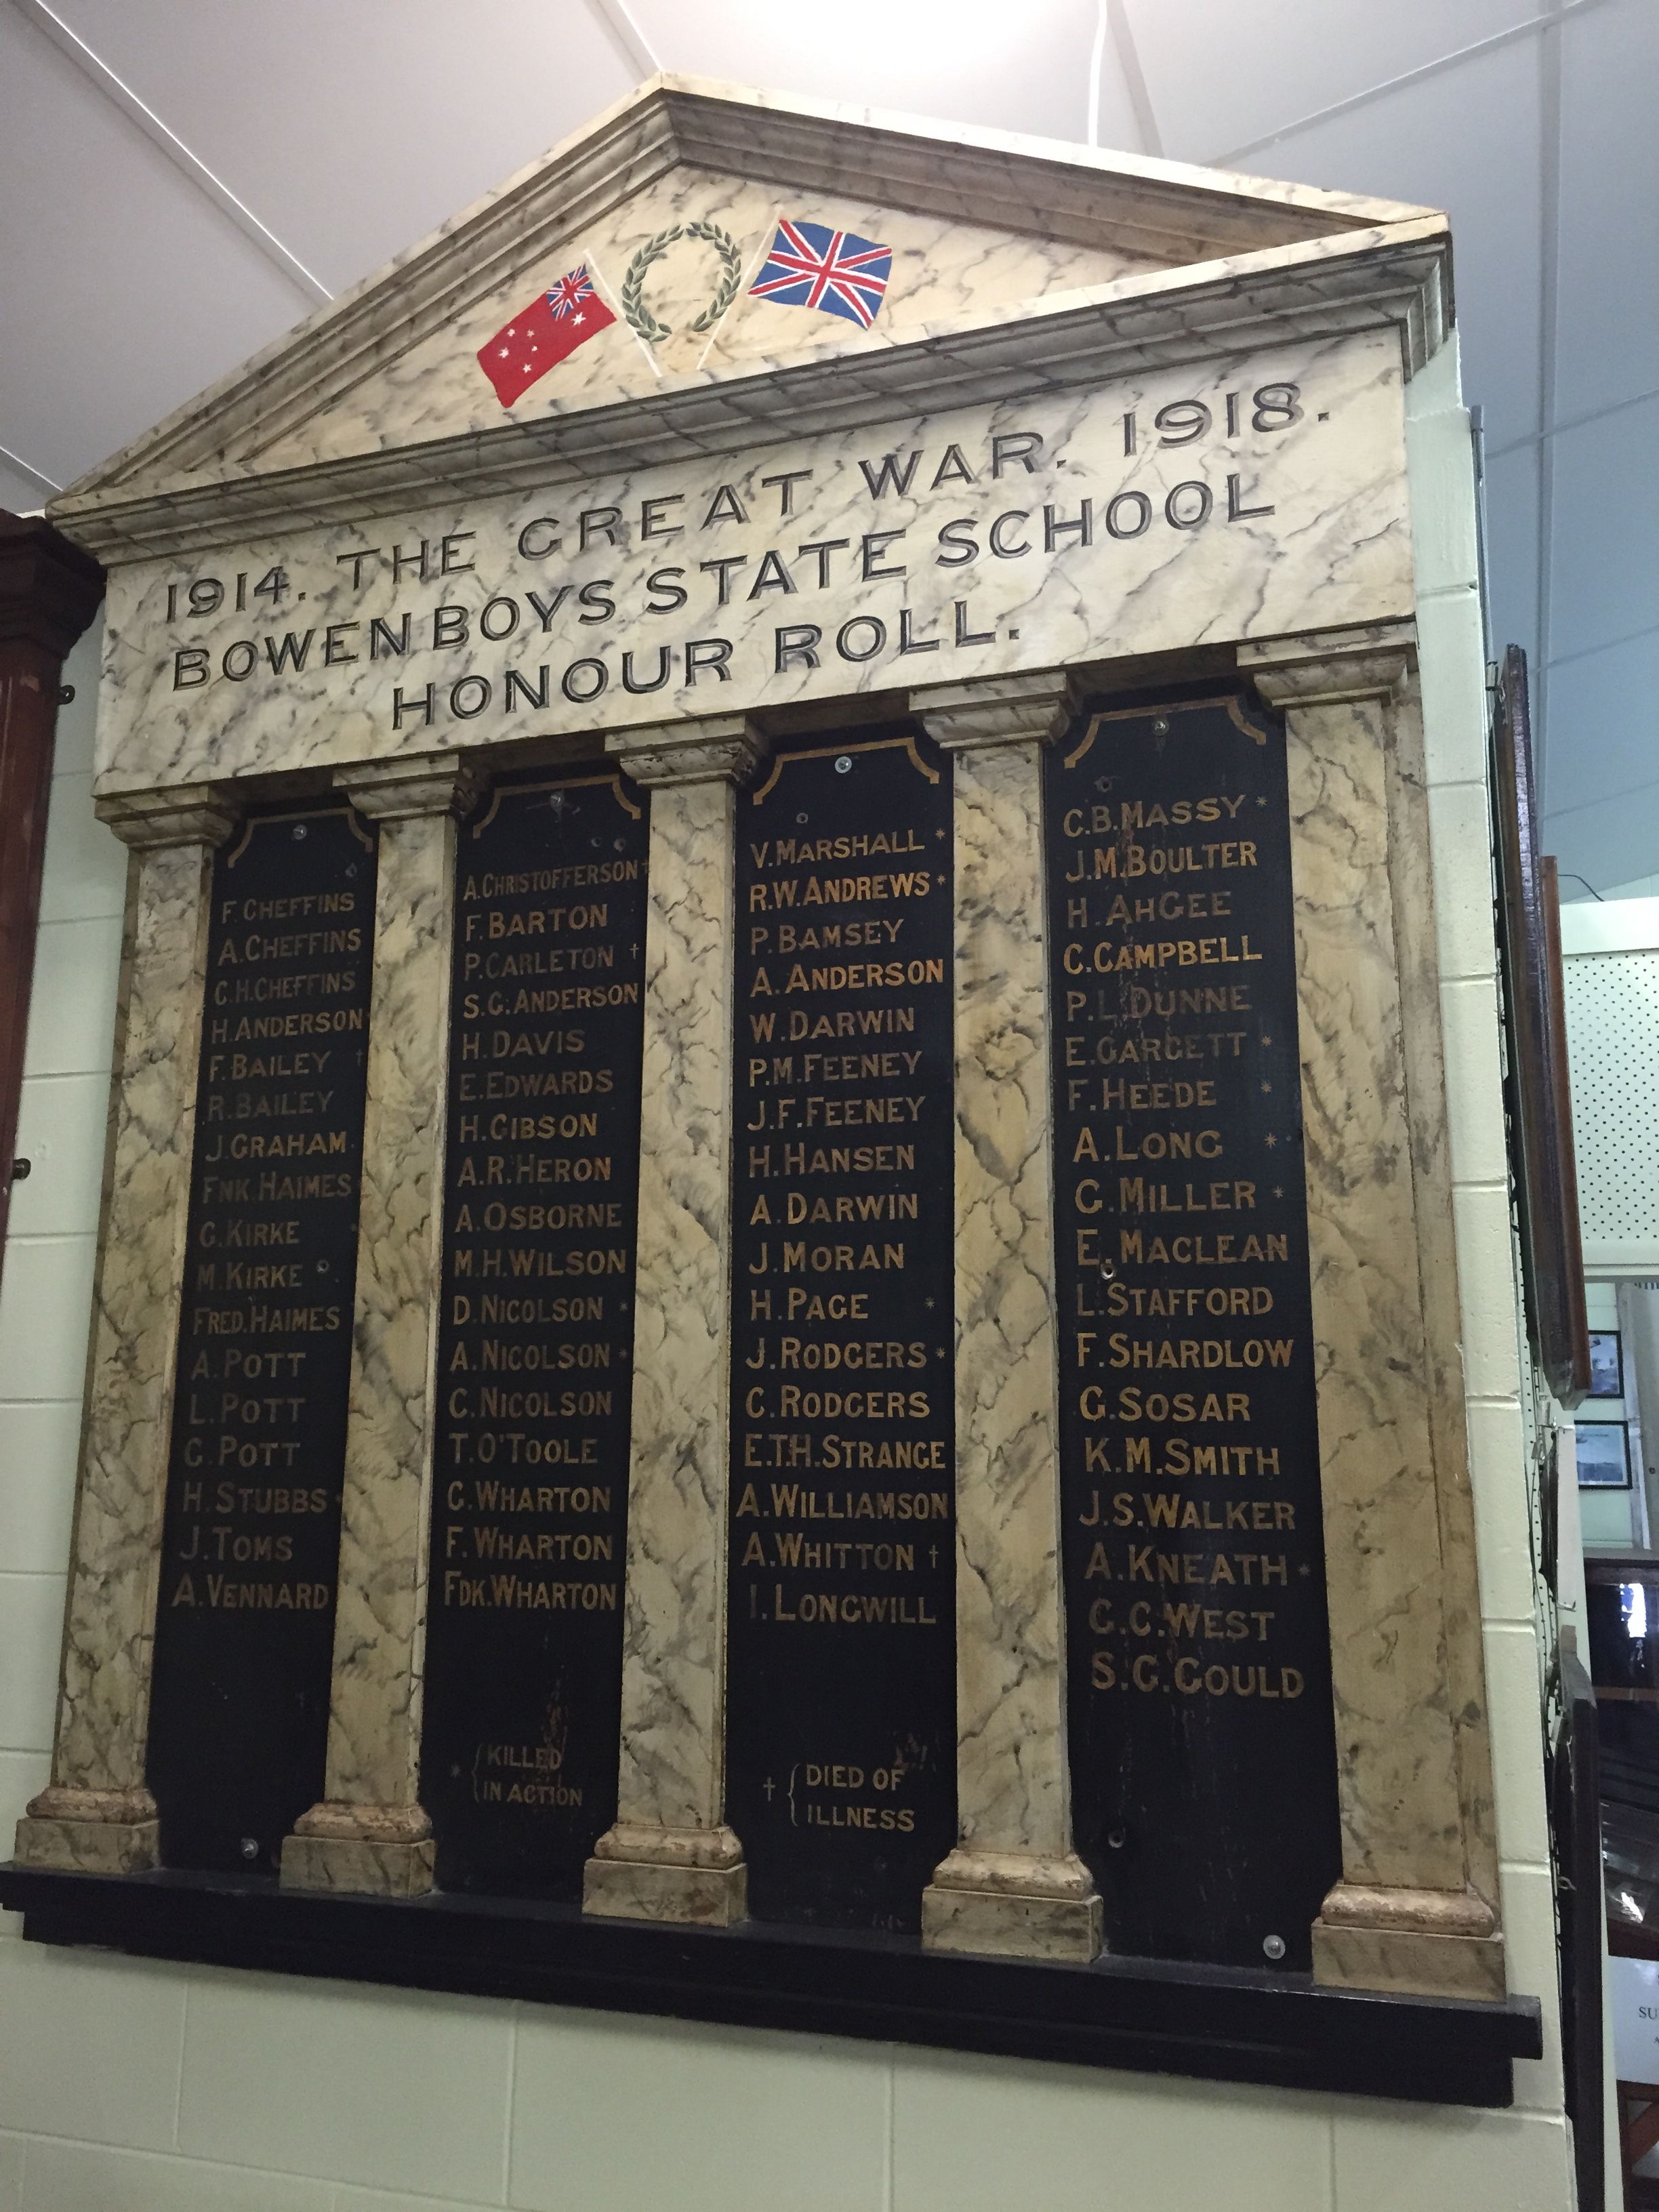 1914. THE GREAT WAR. 1918.
BOWEN BOYS STATE SCHOOL
HONOUR ROLL.
F. CHEFFINS
A. CHEFFINS
C.H. CHEFFINS
H. ANDERSON
F. BAILEY †
R. BAILEY
J. GRAHAM
FNK. HAIMES
G. KIRKE
M. KIRKE
FRED. HAIMES
A. POTT
L. POTT
C. POTT
H. STUBBS
J. TOMS
A. VENNARD
A. CHRISTOFFERSON †
F. BARTON
P. CARLETON †
S.G. ANDERSON
H. DAVIS
E. EDWARDS
H. GIBSON
A.R. HERON
A. OSBORNE
M.H. WILSON
D. NICOLSON *
A. NICOLSON *
C. NICOLSON
T. O'TOOLE
C. WHARTON
F. WHARTON
FDK. WHARTON
* { KILLED
IN ACTION
V. MARSHALL *
R.W. ANDREWS *
P. BAMSEY
A. ANDERSON
W. DARWIN
P.M. FEENEY
J.F. FEENEY
H. HANSEN
A. DARWIN
J. MORAN
H. PAGE *
J. RODGERS *
C. RODGERS
E.T.H. STRANGE
A. WILLIAMSON
A. WHITTON †
I. LONGWILL
† { DIED OF
ILLNESS
C.B. MASSY *
J.M. BOULTER
H. AHGEE
C. CAMPBELL
P.L. DUNNE
E. GARGETT *
F. HEEDE *
A. LONG *
G. MILLER *
E. MACLEAN
L. STAFFORD
F. SHARDLOW
G. SOSAR
K.M. SMITH
J.S. WALKER
A. KNEATH *
G.C. WEST
S.G. GOULD